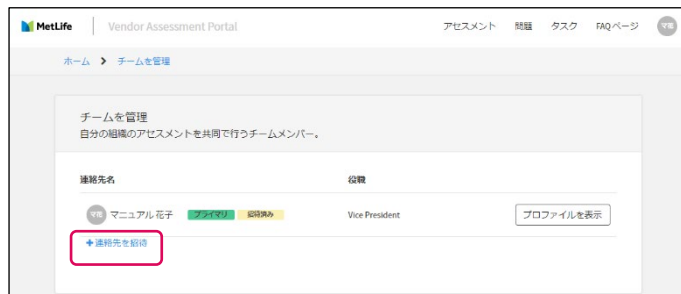 MetLife Vendor Assessment Portal アセスメント 問題 タスク FAQページ マ花
ホーム > チームを管理
チームを管理
自分の組織のアセスメントを共同で行うチームメンバー。
連絡先名 役職
マ花 マニュアル 花子 プライマリ 招待済み Vice President プロファイルを表示
+連絡先を招待